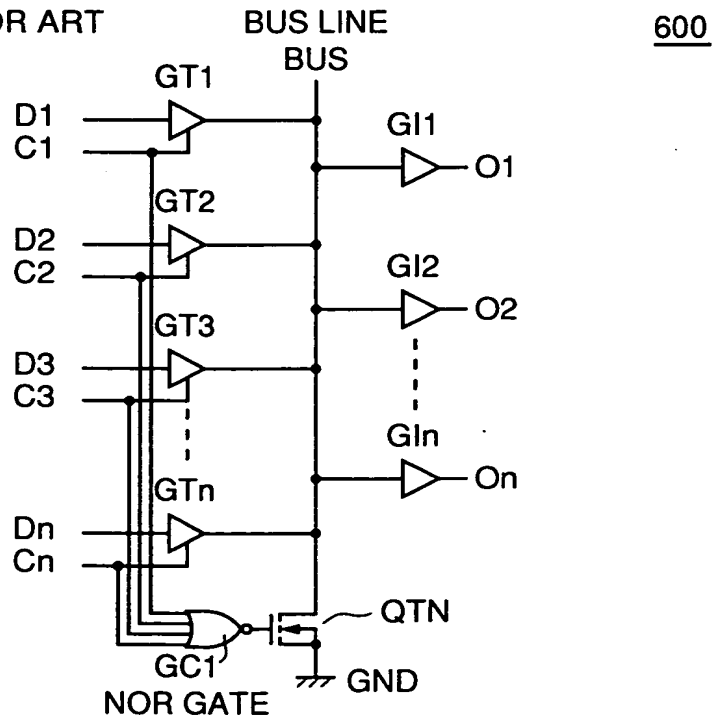 OR ART
BUS LINE
BUS
600
GT1
D1
C1
GI1
O1
GT2
D2
C2
GI2
O2
GT3
D3
C3
GIn
On
GTn
Dn
Cn
QTN
GC1
GND
NOR GATE